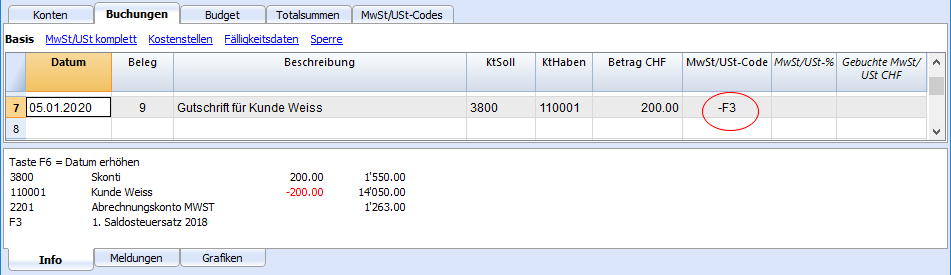 Konten Buchungen Budget Totalsummen MwSt/USt-Codes
Basis MwSt/USt komplett Kostenstellen Fälligkeitsdaten Sperre
Datum Beleg Beschreibung KtSoll KtHaben Betrag CHF MwSt/USt-Code MwSt/USt-% Gebuchte MwSt/
USt CHF
7 05.01.2020 9 Gutschrift für Kunde Weiss 3800 110001 200.00 -F3
8
Taste F6 = Datum erhöhen
3800 Skonti 200.00 1'550.00
110001 Kunde Weiss -200.00 14'050.00
2201 Abrechnungskonto MWST 1'263.00
F3 1. Saldosteuersatz 2018
Info Meldungen Grafiken